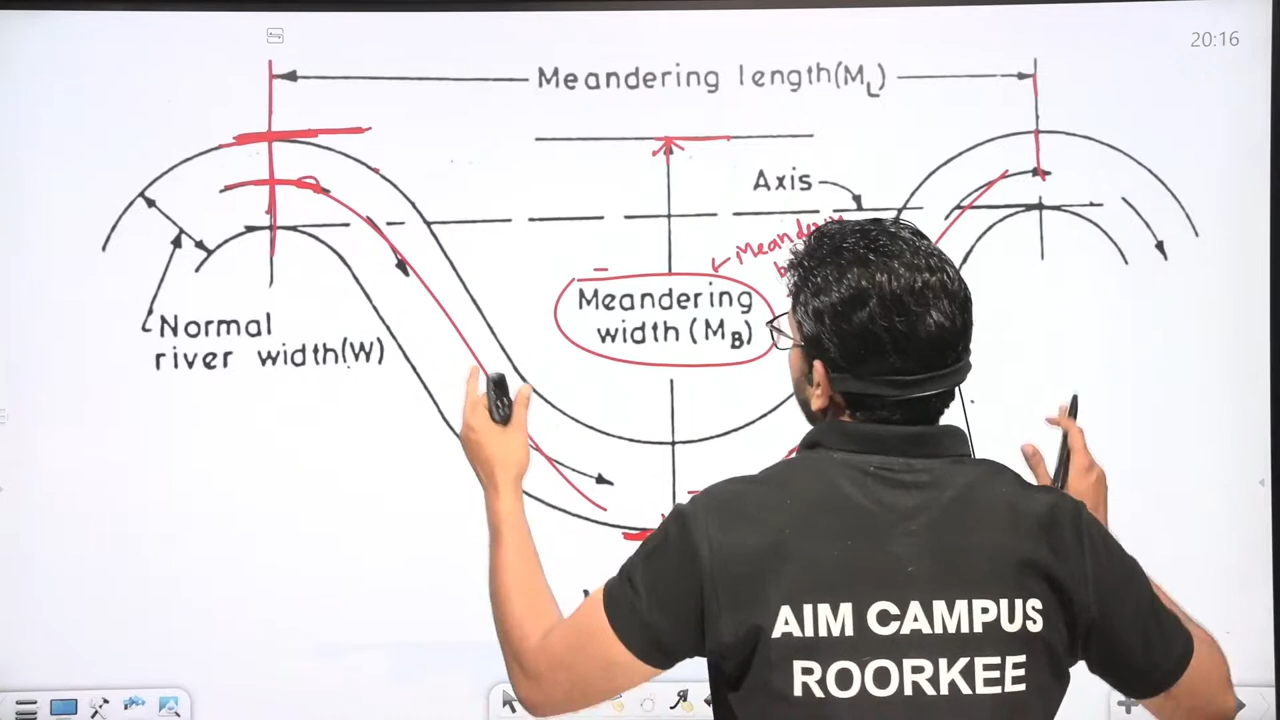 20:16
Meandering length(ML)
Axis
Meandering
width(MB)
Normal
river width(W)
AIM CAMPUS
ROORKEE